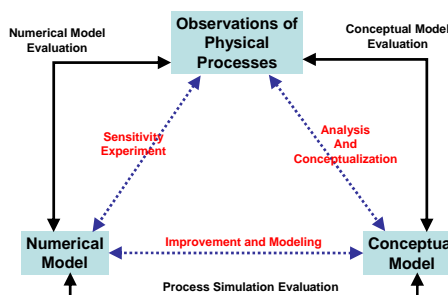 Numerical Model
Evaluation
Observations of
Physical
Processes
Conceptual Model
Evaluation
Sensitivity
Experiment
Analysis
And
Conceptualization
Numerical
Model
Improvement and Modeling
Conceptual
Model
Process Simulation Evaluation